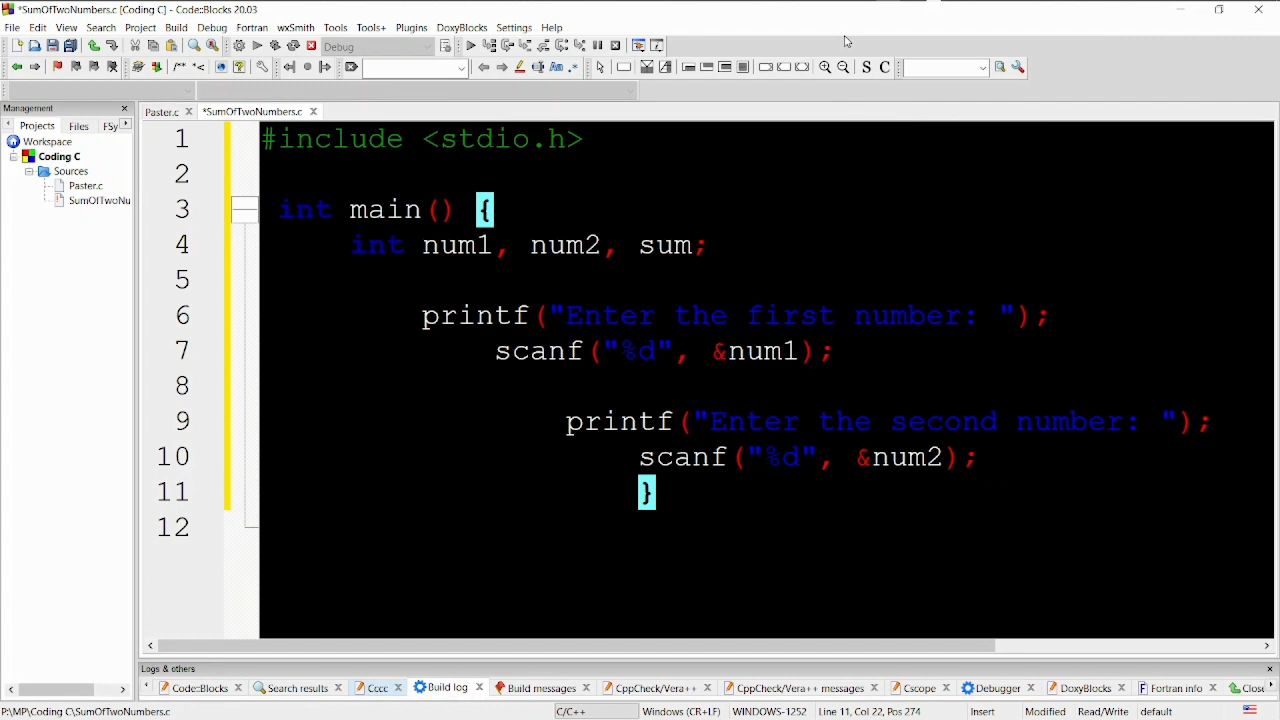 *SumOfTwoNumbers.c [Coding C] - Code::Blocks 20.03
File Edit View Search Project Build Debug Fortran wxSmith Tools Tools+ Plugins DoxyBlocks Settings Help
Debug
/** *< S C
Management
Paster.c *SumOfTwoNumbers.c
Projects Files FSy
Workspace
Coding C
Sources
Paster.c
SumOfTwoNu
1 #include <stdio.h>
2
3 int main() {
4 int num1, num2, sum;
5
6 printf("Enter the first number: ");
7 scanf("%d", &num1);
8
9 printf("Enter the second number: ");
10 scanf("%d", &num2);
11 }
12
Logs & others
Code::Blocks Search results Cccc Build log Build messages CppCheck/Vera++ CppCheck/Vera++ messages Cscope Debugger DoxyBlocks Fortran info Closed
P:\MP\Coding C\SumOfTwoNumbers.c C/C++ Windows (CR+LF) WINDOWS-1252 Line 11, Col 22, Pos 274 Insert Modified Read/Write default